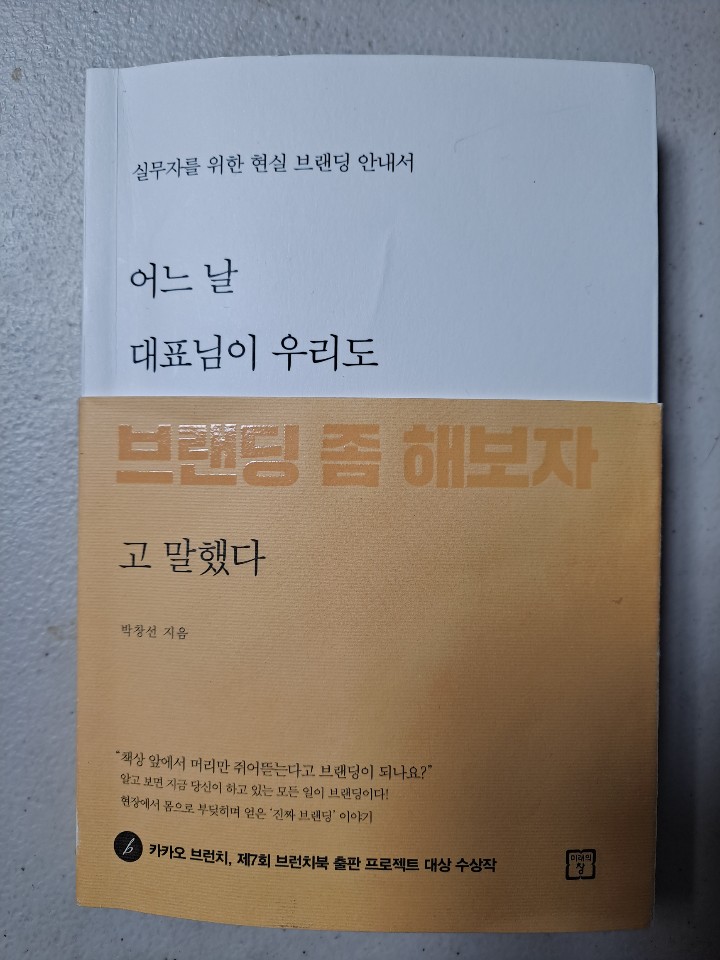 실무자를 위한 현실 브랜딩 안내서
어느 날
대표님이 우리도
브랜딩 좀 해보자
고 말했다
박창선 지음
“책상 앞에서 머리만 쥐어뜯는다고 브랜딩이 되나요?”
알고 보면 지금 당신이 하고 있는 모든 일이 브랜딩이다!
현장에서 몸으로 부딪히며 얻은 ‘진짜 브랜딩’ 이야기
b 카카오 브런치, 제7회 브런치북 출판 프로젝트 대상 수상작
미래의
창